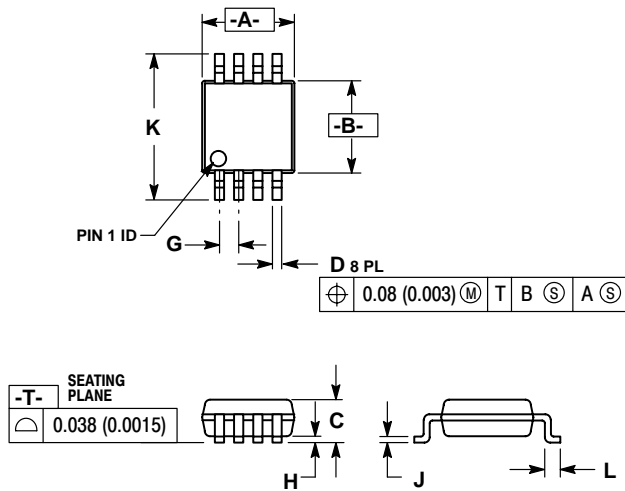 -A-
K
-B-
PIN 1 ID
G
D 8 PL
⌖ 0.08 (0.003) Ⓜ T B Ⓢ A Ⓢ
-T- SEATING PLANE
⌓ 0.038 (0.0015)
C
H
J
L